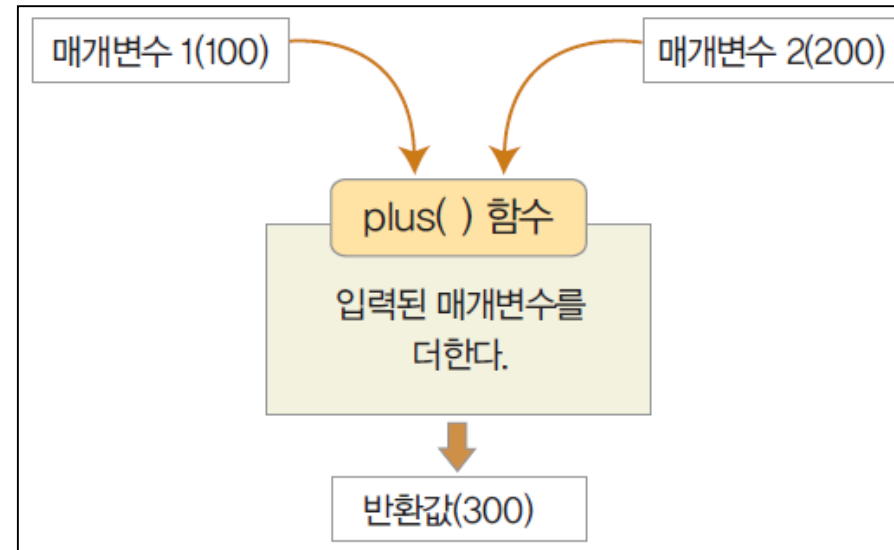 매개변수 1(100)
매개변수 2(200)
plus( ) 함수
입력된 매개변수를
더한다.
반환값(300)